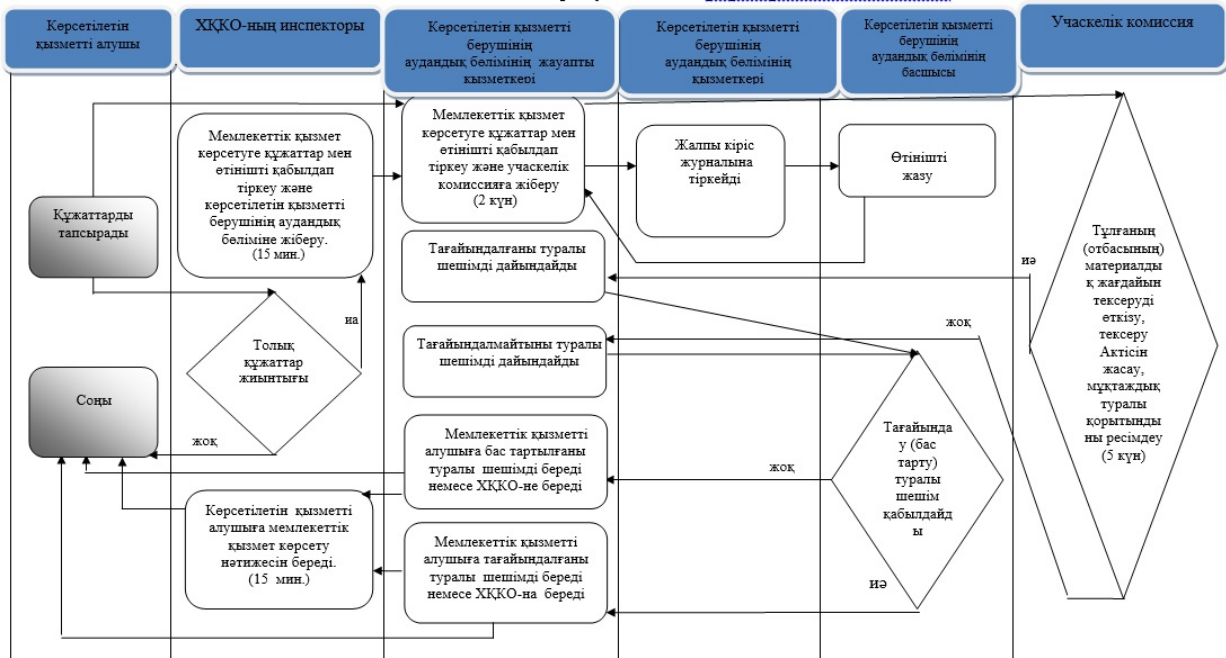 Көрсетілетін
қызметті алушы
ХҚКО-ның инспекторы
Көрсетілетін қызметті
берушінің
аудандық бөлімінің жауапты
қызметкері
Көрсетілетін қызметті
берушінің
аудандық бөлімінің
қызметкері
Көрсетілетін қызметті
берушінің
аудандық бөлімінің
басшысы
Учаскелік комиссия
Құжаттарды
тапсырады
Соңы
Мемлекеттік қызмет
көрсетуге құжаттар мен
өтінішті қабылдап
тіркеу және
көрсетілетін қызметті
берушінің аудандық
бөліміне жіберу.
(15 мин.)
иа
Толық
құжаттар
жиынтығы
жоқ
Көрсетілетін қызметті
алушыға мемлекеттік
қызмет көрсету
нәтижесін береді.
(15 мин.)
Мемлекеттік қызмет
көрсетуге құжаттар мен
өтінішті қабылдап
тіркеу және учаскелік
комиссияға жіберу
(2 күн)
Тағайындалғаны туралы
шешімді дайындайды
Тағайындалмайтыны туралы
шешімді дайындайды
Мемлекеттік қызметті
алушыға бас тартылғаны
туралы шешімді береді
немесе ХҚКО-не береді
Мемлекеттік қызметті
алушыға тағайындалғаны
туралы шешімді береді
немесе ХҚКО-на береді
Жалпы кіріс
журналына
тіркейді
Өтінішті
жазу
жоқ
Тағайында
у (бас
тарту)
туралы
шешім
қабылдайд
ы
иә
иә
жоқ
Тұлғаның
(отбасының)
материалды
қ жағдайын
тексеруді
өткізу,
тексеру
Актісін
жасау,
мұқтаждық
туралы
қорытынды
ны ресімдеу
(5 күн)